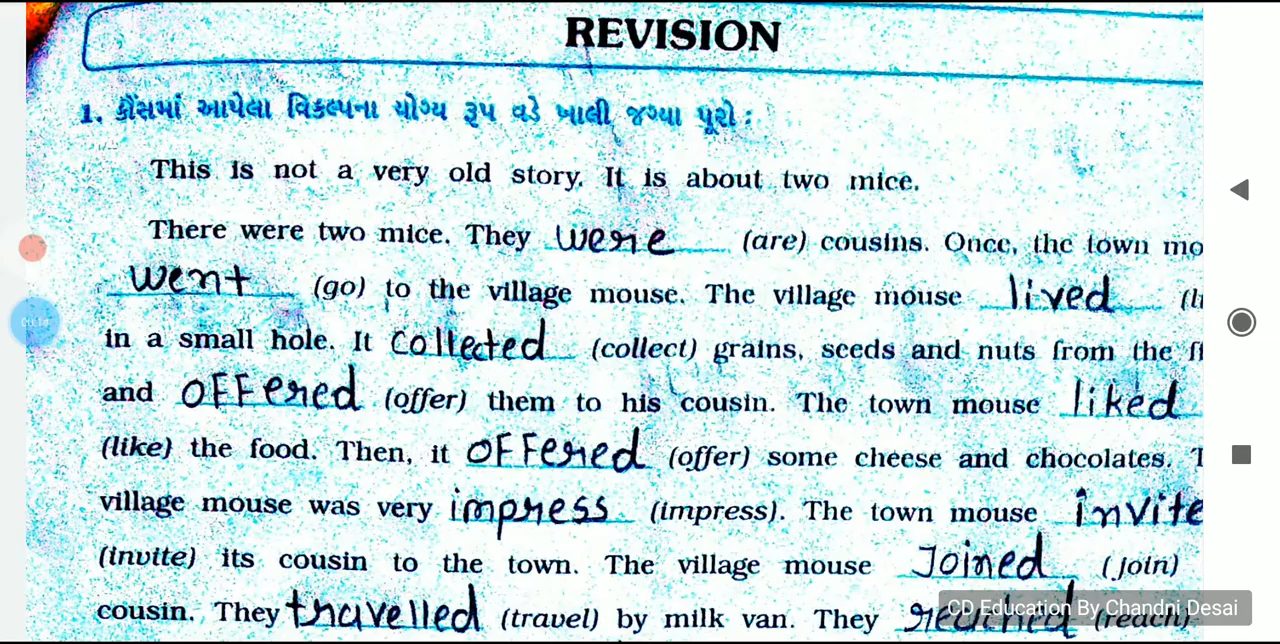 REVISION
1. કૌંસમાં આપેલા વિકલ્પના યોગ્ય રૂપ વડે ખાલી જગ્યા પૂરો :
This is not a very old story. It is about two mice.
There were two mice. They were (are) cousins. Once, the town mo
went (go) to the village mouse. The village mouse lived (li
in a small hole. It collected (collect) grains, seeds and nuts from the fi
and OFFered (offer) them to his cousin. The town mouse liked
(like) the food. Then, it OFFered (offer) some cheese and chocolates. T
village mouse was very impress (impress). The town mouse invite
(invite) its cousin to the town. The village mouse Joined (join)
cousin. They travelled (travel) by milk van. They reached (reach)
CD Education By Chandni Desai